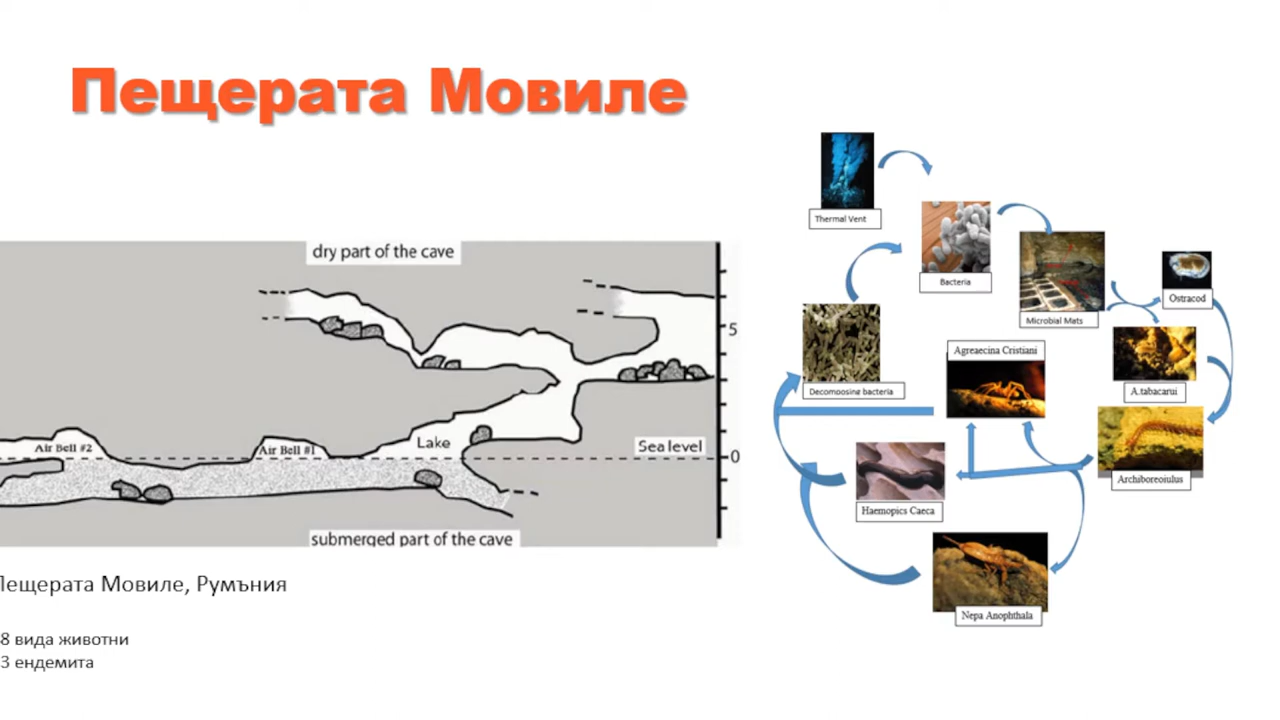 Пещерата Мовиле
dry part of the cave
5
Air Bell #2
Air Bell #1
Lake
Sea level
0
submerged part of the cave
Пещерата Мовиле, Румъния
8 вида животни
3 ендемита
Thermal Vent
Bacteria
Microbial Mats
Ostracod
Decomposing bacteria
Agreaecina Cristiani
A.tabacarui
Archiboreoiulus
Haemopics Caeca
Nepa Anophthala